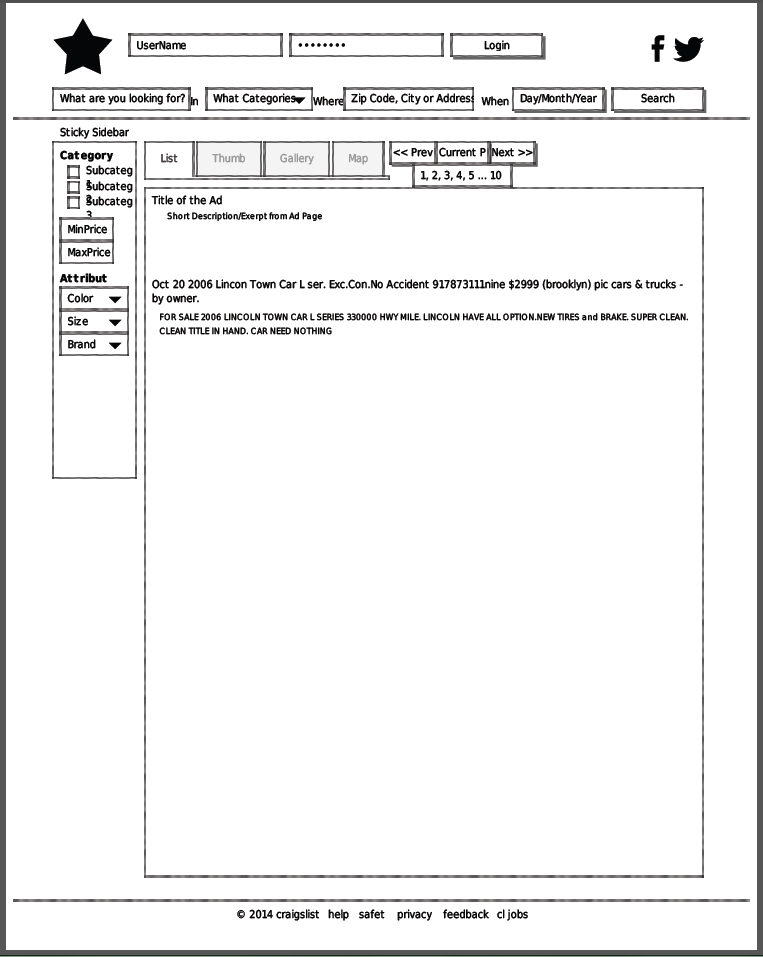 UserName •••••••• Login
What are you looking for? In What Categories Where Zip Code, City or Address When Day/Month/Year Search
Sticky Sidebar
Category
Subcateg
1
Subcateg
2
Subcateg
3
MinPrice
MaxPrice
Attribut
Color
Size
Brand
List Thumb Gallery Map << Prev Current P Next >>
1, 2, 3, 4, 5 ... 10
Title of the Ad
Short Description/Exerpt from Ad Page
Oct 20 2006 Lincon Town Car L ser. Exc.Con.No Accident 917873111nine $2999 (brooklyn) pic cars & trucks -
by owner.
FOR SALE 2006 LINCOLN TOWN CAR L SERIES 330000 HWY MILE. LINCOLN HAVE ALL OPTION.NEW TIRES and BRAKE. SUPER CLEAN.
CLEAN TITLE IN HAND. CAR NEED NOTHING
© 2014 craigslist help safet privacy feedback cl jobs